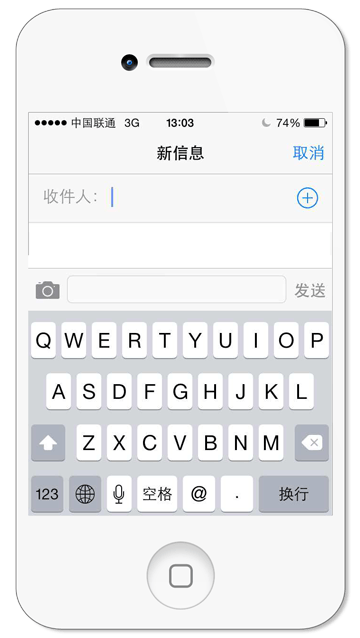 中国联通 3G 13:03 74%
新信息 取消
收件人：
发送
Q W E R T Y U I O P
A S D F G H J K L
Z X C V B N M
123 空格 @ . 换行